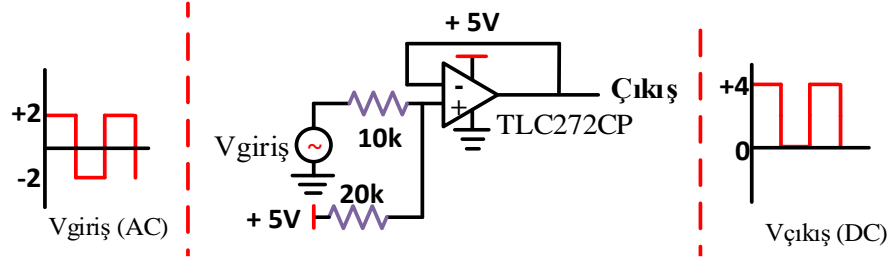 +2
-2
Vgiriş (AC)
+ 5V
-
+
Çıkış
TLC272CP
10k
Vgiriş
~
20k
+ 5V
+4
0
Vçıkış (DC)